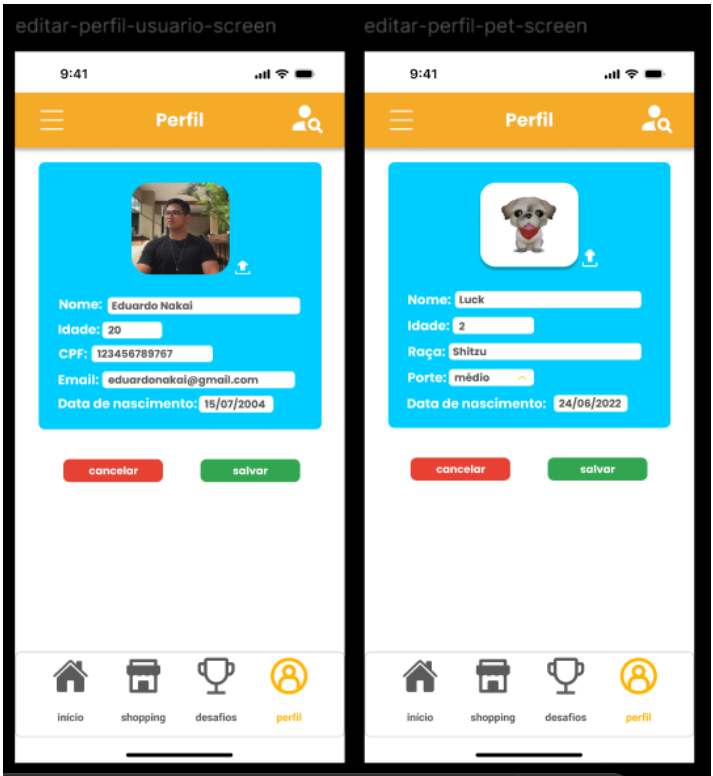 editar-perfil-usuario-screen
9:41
Perfil
Nome: Eduardo Nakai
Idade: 20
CPF: 123456789767
Email: eduardonakai@gmail.com
Data de nascimento: 15/07/2004
cancelar
salvar
início
shopping
desafios
perfil
editar-perfil-pet-screen
9:41
Perfil
Nome: Luck
Idade: 2
Raça: Shitzu
Porte: médio
Data de nascimento: 24/06/2022
cancelar
salvar
início
shopping
desafios
perfil